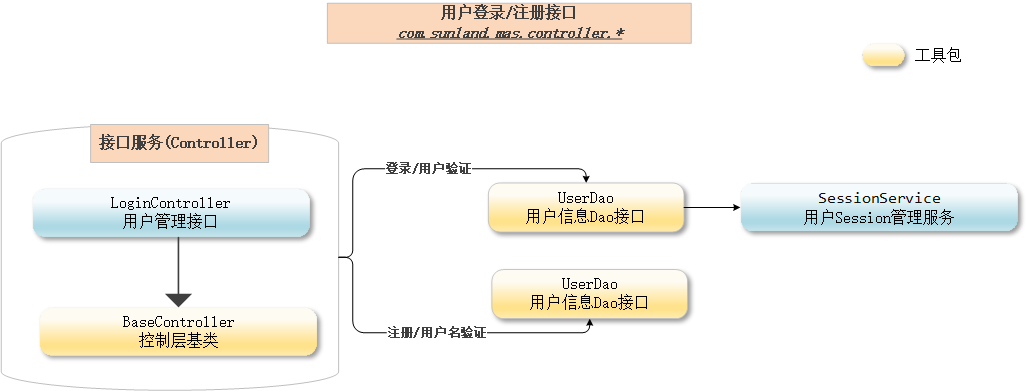 用户登录/注册接口
com.sunland.mas.controller.*
工具包
接口服务(Controller)
LoginController
用户管理接口
BaseController
控制层基类
登录/用户验证
UserDao
用户信息Dao接口
SessionService
用户Session管理服务
UserDao
用户信息Dao接口
注册/用户名验证